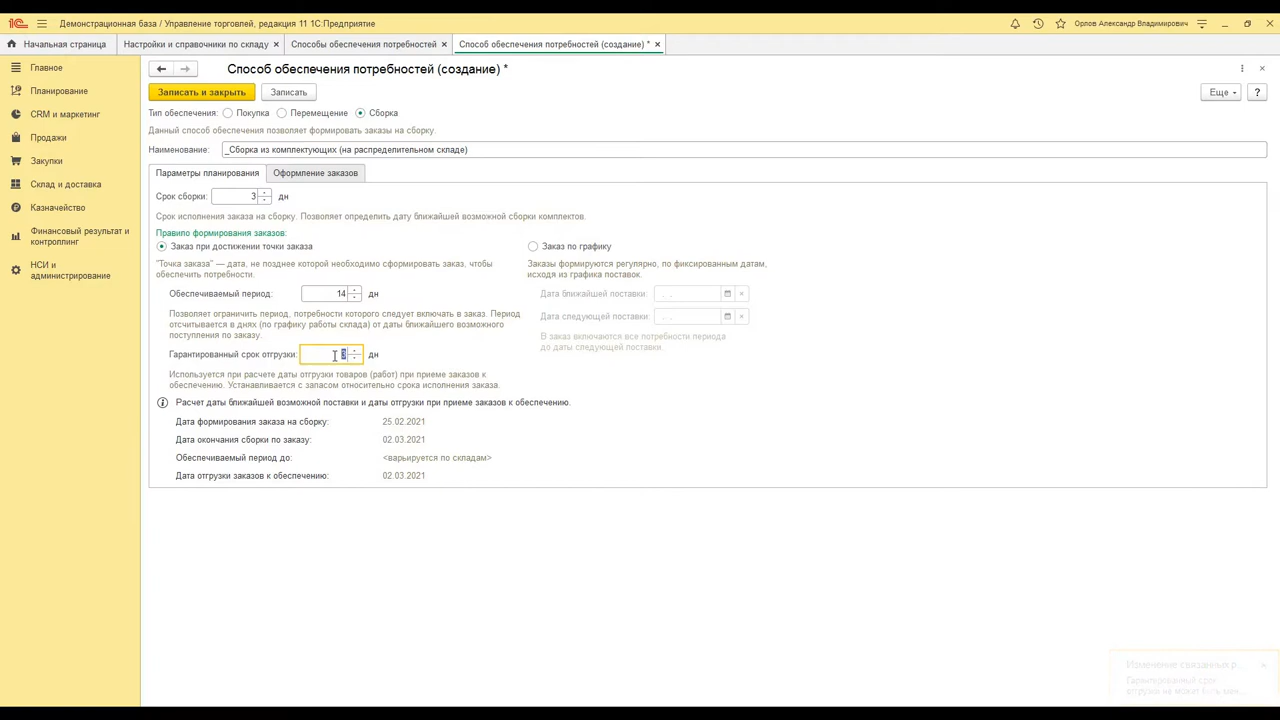 Демонстрационная база / Управление торговлей, редакция 11 1С:Предприятие
Орлов Александр Владимирович
Начальная страница
Настройки и справочники по складу ×
Способы обеспечения потребностей ×
Способ обеспечения потребностей (создание) * ×
Главное
Планирование
CRM и маркетинг
Продажи
Закупки
Склад и доставка
Казначейство
Финансовый результат и
контроллинг
НСИ и
администрирование
Способ обеспечения потребностей (создание) *
Записать и закрыть
Записать
Еще
?
Тип обеспечения: Покупка Перемещение Сборка
Данный способ обеспечения позволяет формировать заказы на сборку.
Наименование: _Сборка из комплектующих (на распределительном складе)
Параметры планирования
Оформление заказов
Срок сборки: 3 дн
Срок исполнения заказа на сборку. Позволяет определить дату ближайшей возможной сборки комплектов.
Правило формирования заказов:
Заказ при достижении точки заказа
"Точка заказа" — дата, не позднее которой необходимо сформировать заказ, чтобы
обеспечить потребности.
Обеспечиваемый период: 14 дн
Позволяет ограничить период, потребности которого следует включать в заказ. Период
отсчитывается в днях (по графику работы склада) от даты ближайшего возможного
поступления по заказу.
Гарантированный срок отгрузки: 3 дн
Используется при расчете даты отгрузки товаров (работ) при приеме заказов к
обеспечению. Устанавливается с запасом относительно срока исполнения заказа.
Заказ по графику
Заказы формируются регулярно, по фиксированным датам,
исходя из графика поставок.
Дата ближайшей поставки: . .
Дата следующей поставки: . .
В заказ включаются все потребности периода
до даты следующей поставки.
Расчет даты ближайшей возможной поставки и даты отгрузки при приеме заказов к обеспечению.
Дата формирования заказа на сборку: 25.02.2021
Дата окончания сборки по заказу: 02.03.2021
Обеспечиваемый период до: <варьируется по складам>
Дата отгрузки заказов к обеспечению: 02.03.2021
Изменение связанных р...
Гарантированный срок
отгрузки не может быть мен...